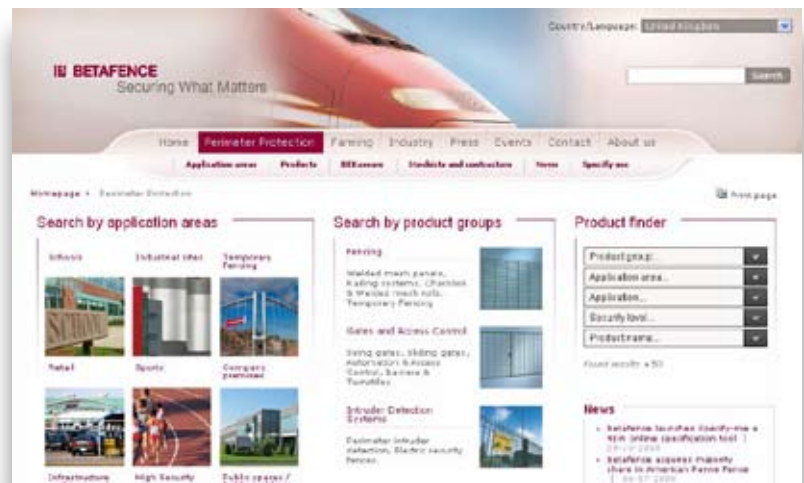 Country/Language: United Kingdom
BETAFENCE
Securing What Matters
Search
Home Perimeter Protection Farming Industry Press Events Contact About us
Application areas Products Stockists and contractors News Specify me
Homepage Perimeter Protection Print page
Search by application areas
Schools Industrial sites Temporary Fencing
SCHOOL
Retail Sports Company premises
Infrastructure High Security Public spaces /
Search by product groups
Fencing
Welded mesh panels,
Railing systems, Chainlink
& Welded mesh rolls,
Temporary Fencing
Gates and Access Control
Swing gates, Sliding gates,
Automation & Access
Control, Barriers &
Turnstiles
Intruder Detection
Systems
Perimeter intruder
detection, Electric security
fences.
Product finder
Product group...
Application area...
Application...
Security level...
Product name...
Found results: > 50
News
Betafence launches Specify-me a
NEW online specification tool |
Betafence acquires majority
share in American Fence